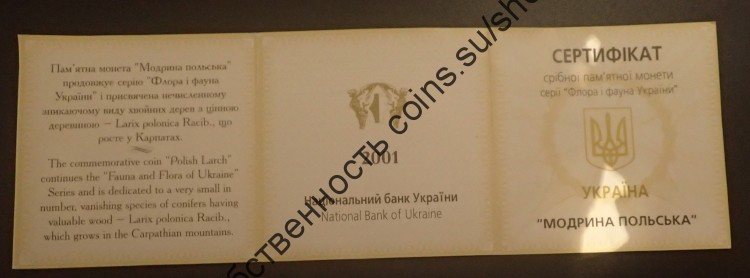 Пам'ятна монета "Модрина польська"
продовжує серію "Флора і фауна
України" і присвячена нечисленному
зникаючому виду хвойних дерев з цінною
деревиною – Larix polonica Racib., що
росте у Карпатах.
The commemorative coin "Polish Larch"
continues the "Fauna and Flora of Ukraine"
Series and is dedicated to a very small in
number, vanishing species of conifers having
valuable wood – Larix polonica Racib.,
which grows in the Carpathian mountains.
2001
Національний банк України
National Bank of Ukraine
СЕРТИФІКАТ
срібної пам'ятної монети
серії "Флора і фауна України"
УКРАЇНА
"МОДРИНА ПОЛЬСЬКА"
бственность coins.su/sho